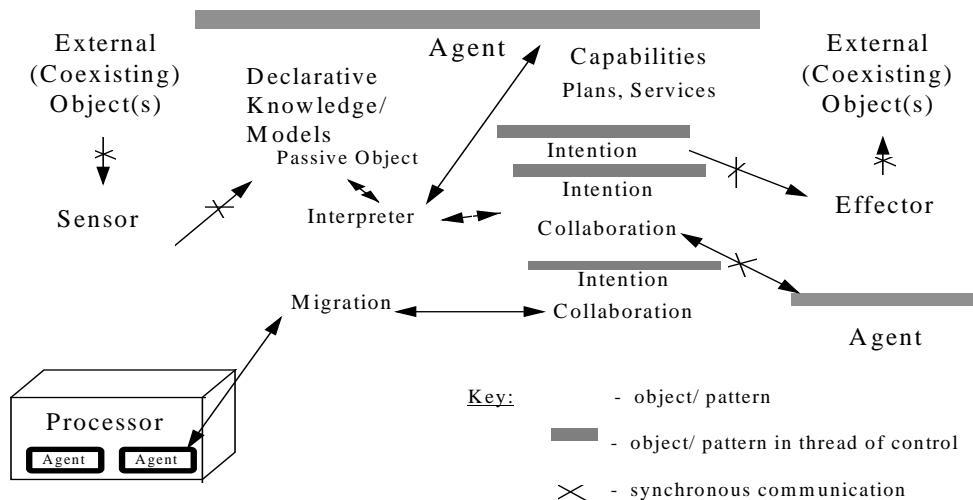 External
(Coexisting)
Object(s)
Agent
Declarative
Knowledge/
Models
Passive Object
Capabilities
Plans, Services
External
(Coexisting)
Object(s)
Intention
Intention
Sensor
Interpreter
Collaboration
Effector
Intention
Migration
Collaboration
Agent
Processor
Agent
Agent
Key:
- object/ pattern
- object/ pattern in thread of control
- synchronous communication